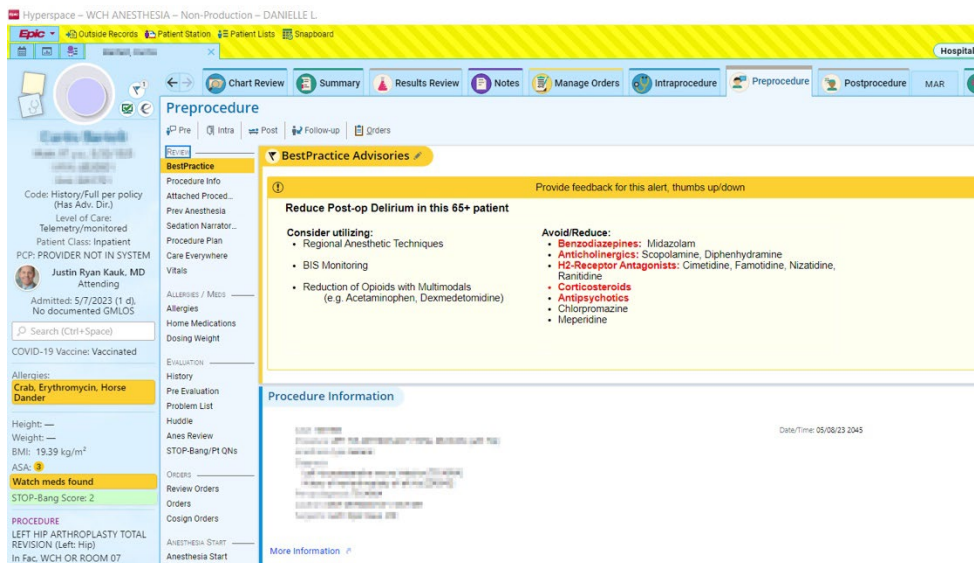 Hyperspace – WCH ANESTHESIA – Non-Production – DANIELLE L.
Epic
Outside Records
Patient Station
Patient Lists
Snapboard
Hospital
Chart Review
Summary
Results Review
Notes
Manage Orders
Intraprocedure
Preprocedure
Postprocedure
MAR
Preprocedure
Pre
Intra
Post
Follow-up
Orders
Code: History/Full per policy
(Has Adv. Dir.)
Level of Care:
Telemetry/monitored
Patient Class: Inpatient
PCP: PROVIDER NOT IN SYSTEM
Justin Ryan Kauk, MD
Attending
Admitted: 5/7/2023 (1 d),
No documented GMLOS
Search (Ctrl+Space)
COVID-19 Vaccine: Vaccinated
Allergies:
Crab, Erythromycin, Horse
Dander
Height: —
Weight: —
BMI: 19.39 kg/m²
ASA: 3
Watch meds found
STOP-Bang Score: 2
PROCEDURE
LEFT HIP ARTHROPLASTY TOTAL
REVISION (Left: Hip)
In Fac, WCH OR ROOM 07
REVIEW
BestPractice
Procedure Info
Attached Proced...
Prev Anesthesia
Sedation Narrator...
Procedure Plan
Care Everywhere
Vitals
ALLERGIES / MEDS
Allergies
Home Medications
Dosing Weight
EVALUATION
History
Pre Evaluation
Problem List
Huddle
Anes Review
STOP-Bang/Pt QNs
ORDERS
Review Orders
Orders
Cosign Orders
ANESTHESIA START
Anesthesia Start
BestPractice Advisories
Provide feedback for this alert, thumbs up/down
Reduce Post-op Delirium in this 65+ patient
Consider utilizing:
• Regional Anesthetic Techniques
• BIS Monitoring
• Reduction of Opioids with Multimodals
(e.g. Acetaminophen, Dexmedetomidine)
Avoid/Reduce:
• Benzodiazepines: Midazolam
• Anticholinergics: Scopolamine, Diphenhydramine
• H2-Receptor Antagonists: Cimetidine, Famotidine, Nizatidine,
Ranitidine
• Corticosteroids
• Antipsychotics
• Chlorpromazine
• Meperidine
Procedure Information
Date/Time: 05/08/23 2045
More Information